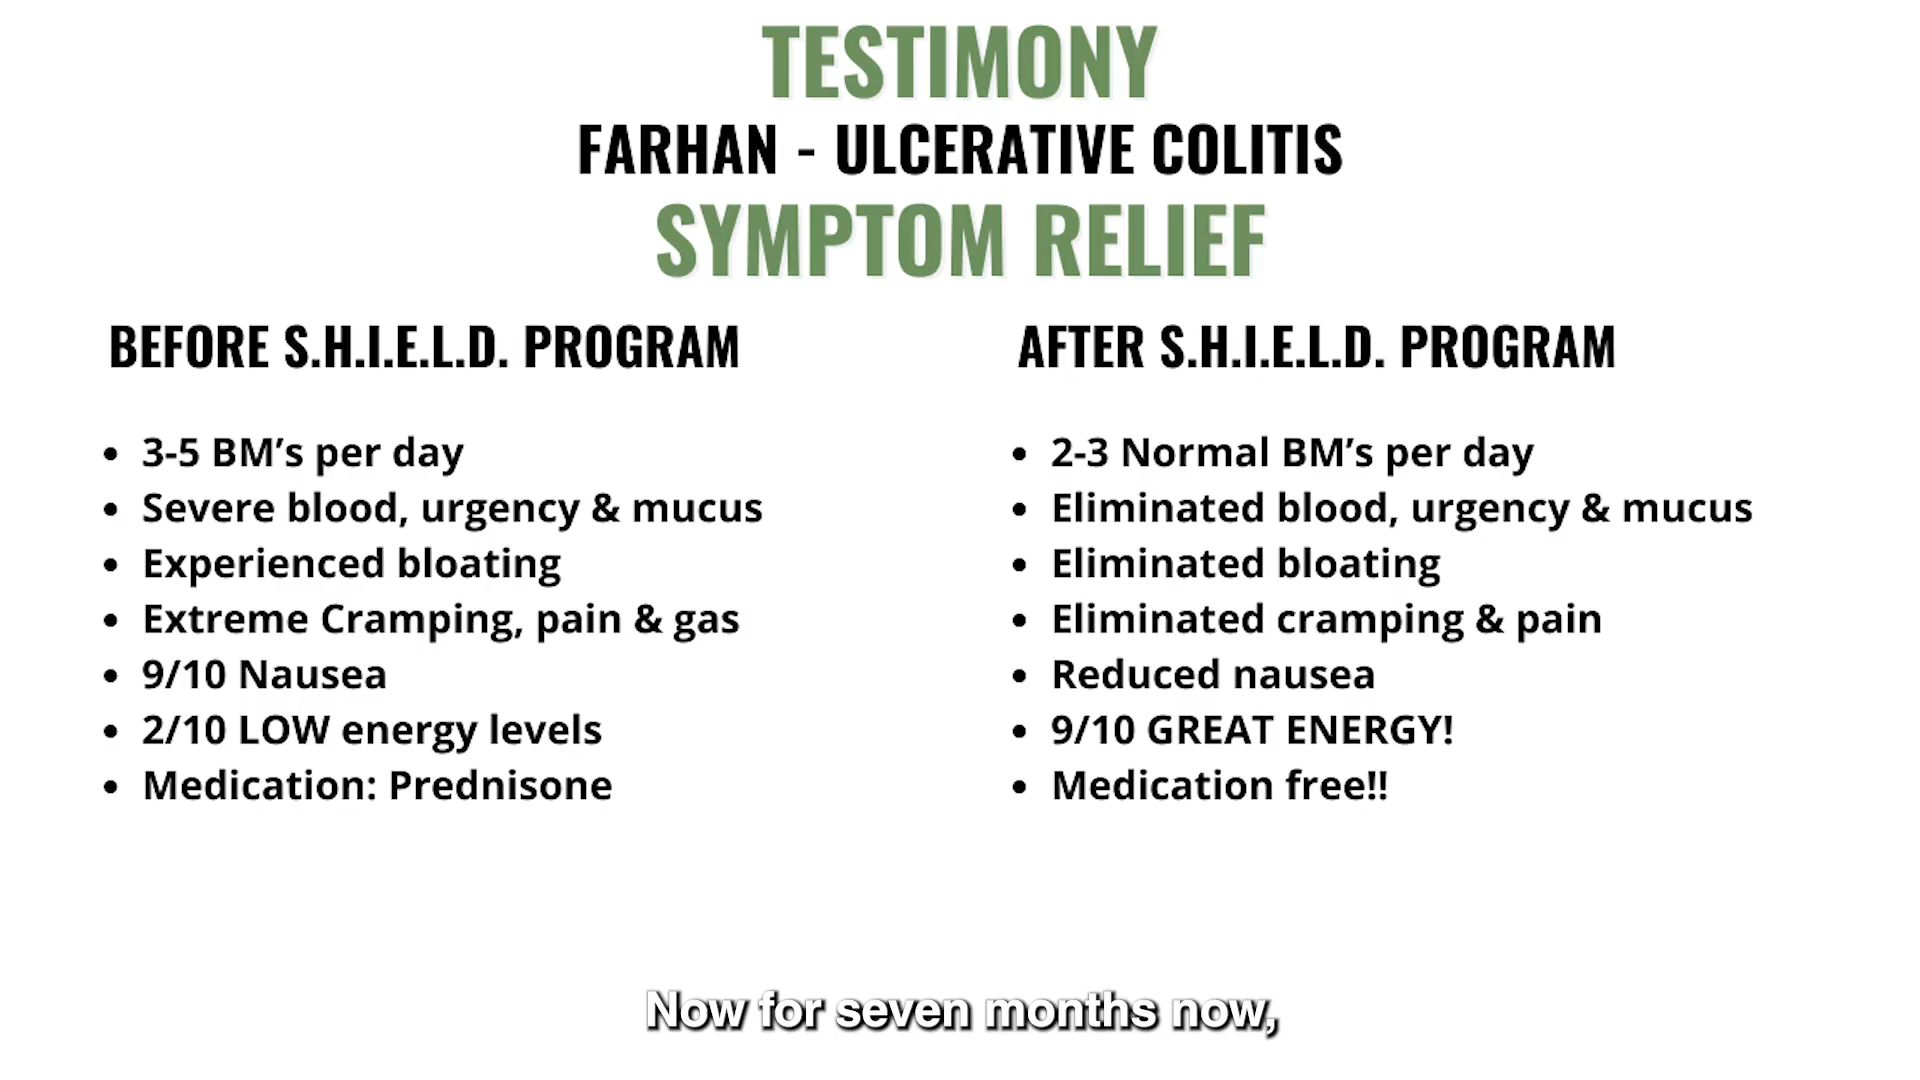 TESTIMONY
FARHAN - ULCERATIVE COLITIS
SYMPTOM RELIEF
BEFORE S.H.I.E.L.D. PROGRAM
• 3-5 BM’s per day
• Severe blood, urgency & mucus
• Experienced bloating
• Extreme Cramping, pain & gas
• 9/10 Nausea
• 2/10 LOW energy levels
• Medication: Prednisone
AFTER S.H.I.E.L.D. PROGRAM
• 2-3 Normal BM’s per day
• Eliminated blood, urgency & mucus
• Eliminated bloating
• Eliminated cramping & pain
• Reduced nausea
• 9/10 GREAT ENERGY!
• Medication free!!
Now for seven months now,